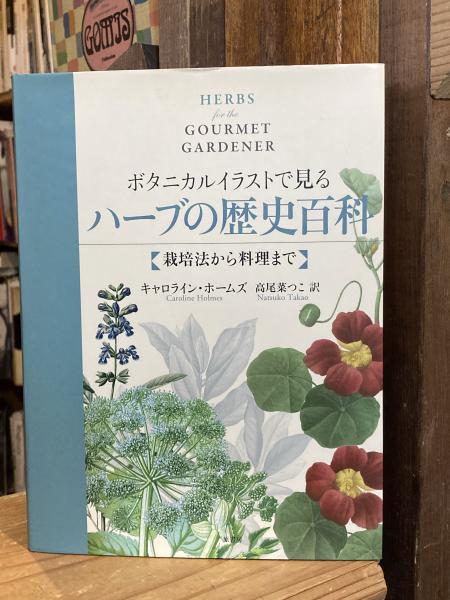 HERBS
for the
GOURMET
GARDENER
ボタニカルイラストで見る
ハーブの歴史百科
【栽培法から料理まで】
キャロライン・ホームズ 高尾菜つこ 訳
Caroline Holmes Natsuko Takao